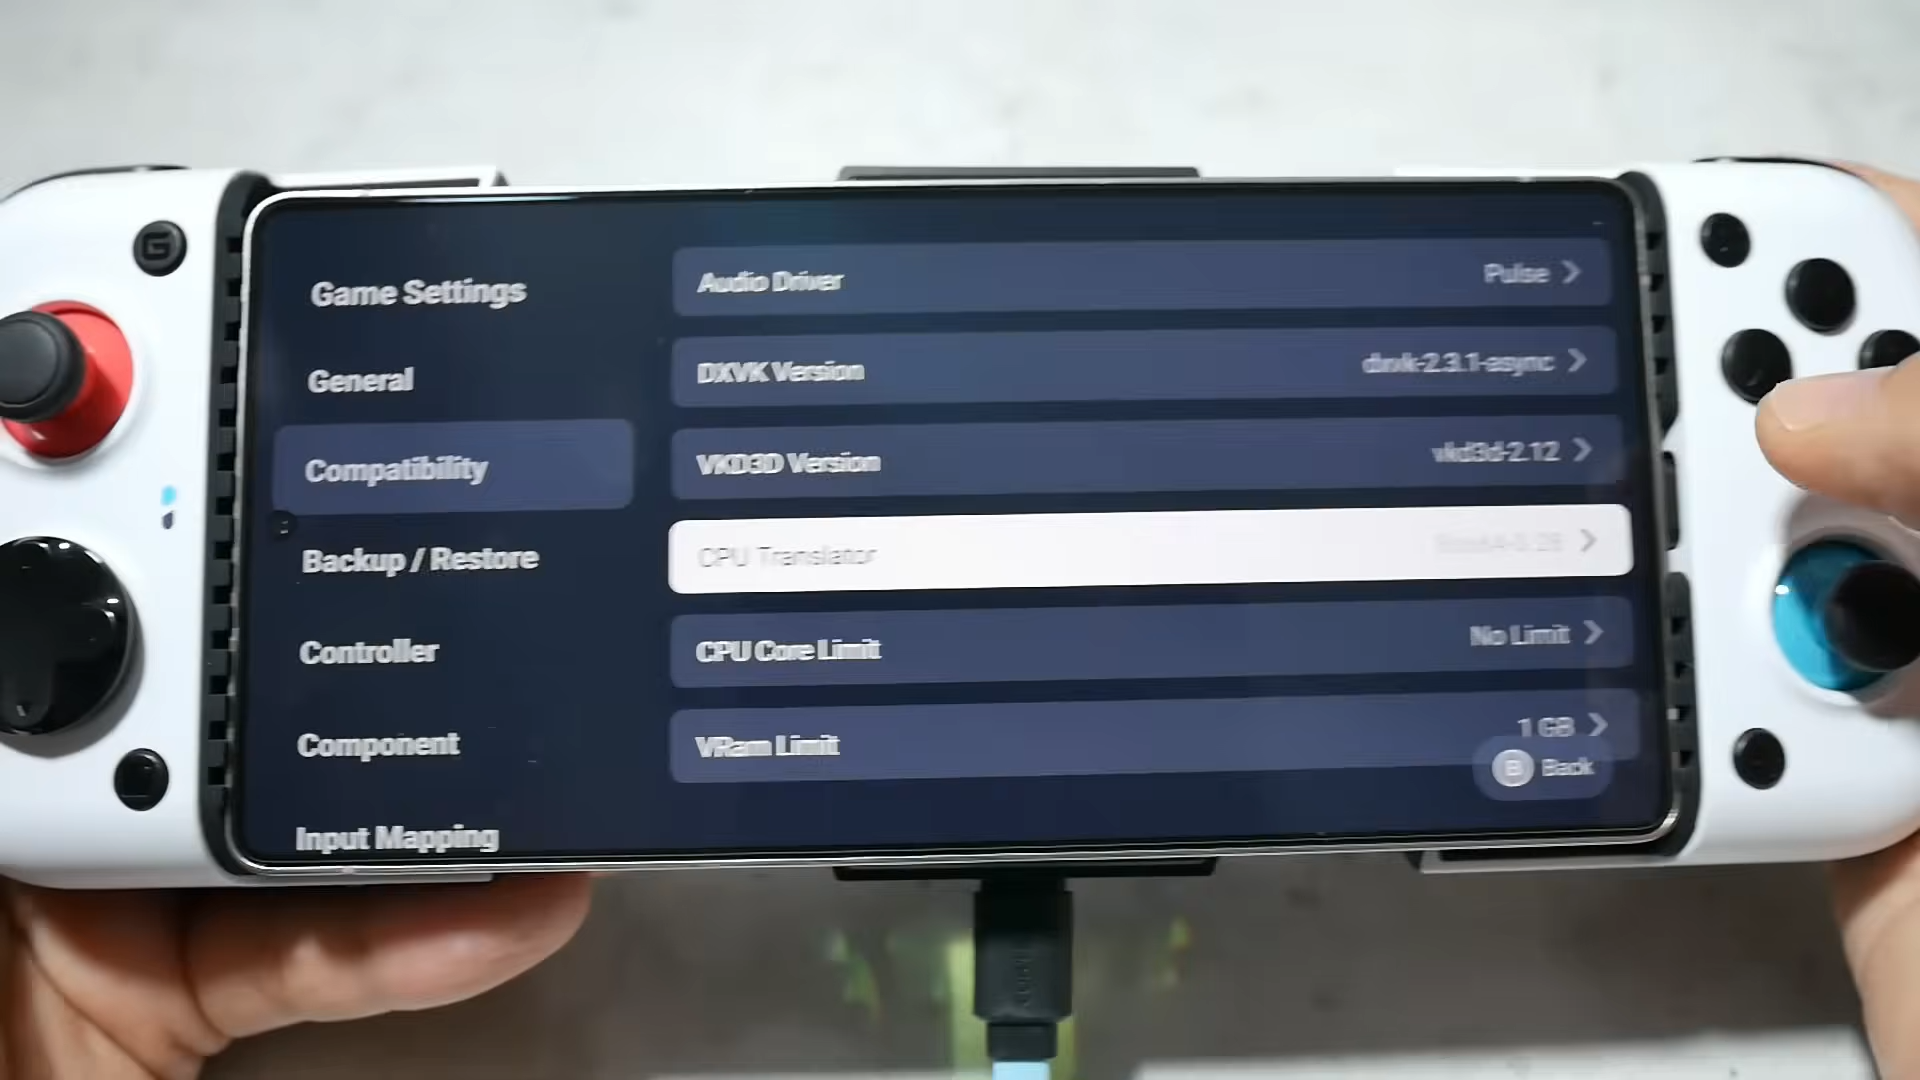 Game Settings
General
Compatibility
Backup / Restore
Controller
Component
Input Mapping
Audio Driver
Pulse
DXVK Version
dxvk-2.3.1-async
VKD3D Version
vkd3d-2.12
CPU Translator
CPU Core Limit
No Limit
VRam Limit
1 GB
B Back
G